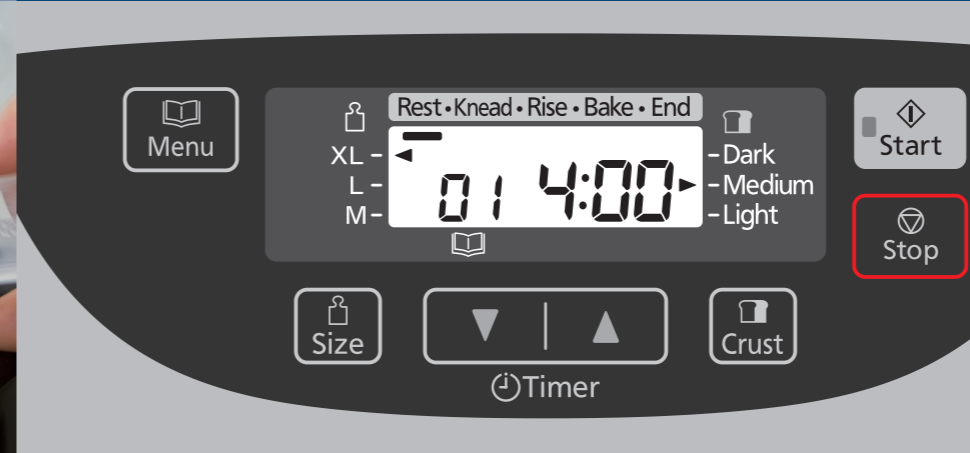 Menu
Rest • Knead • Rise • Bake • End
XL
L
M
01 4:00
Dark
Medium
Light
Start
Stop
Size
Timer
Crust